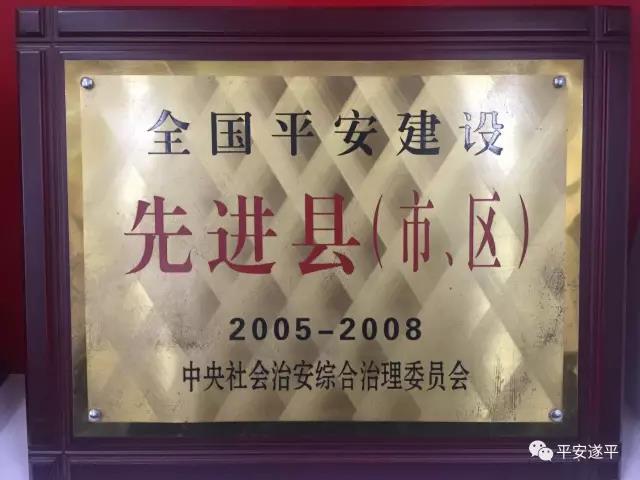 全国平安建设
先进县(市、区)
2005-2008
中央社会治安综合治理委员会
平安遂平